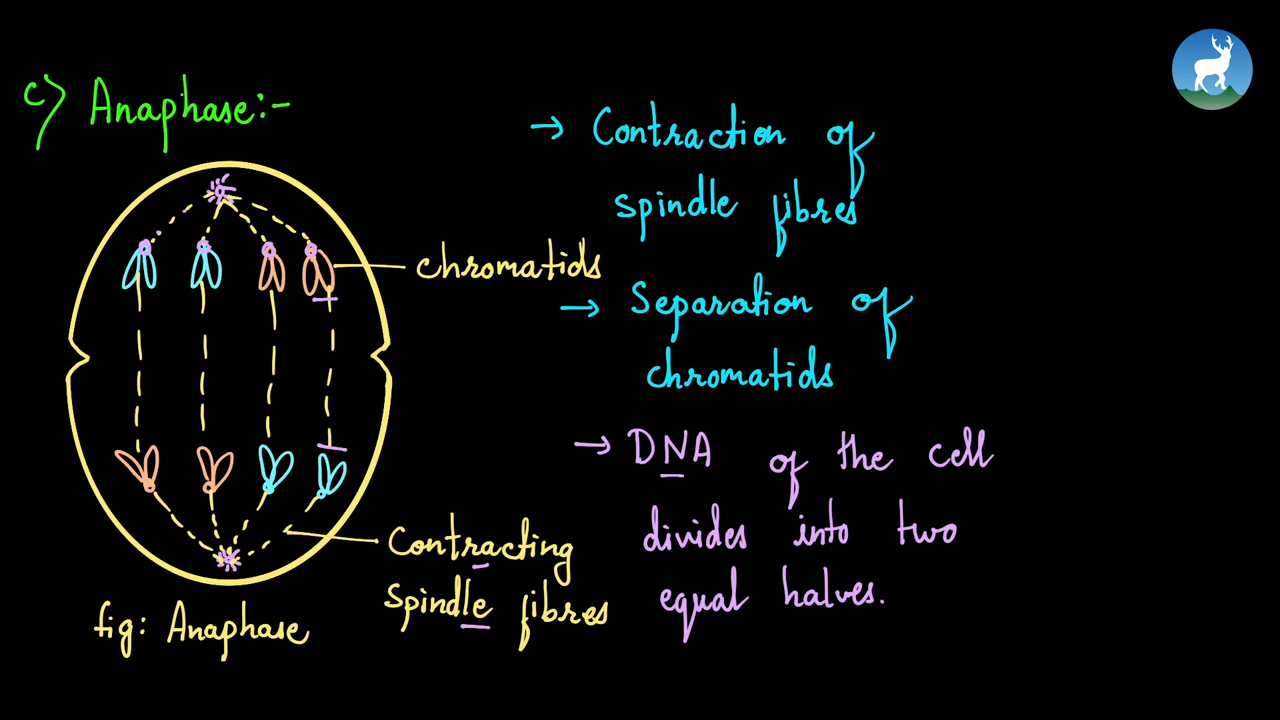 c) Anaphase:-
→ Contraction of
spindle fibres
chromatids
→ Separation of
chromatids
→ DNA of the cell
divides into two
equal halves.
Contracting
spindle fibres
fig: Anaphase